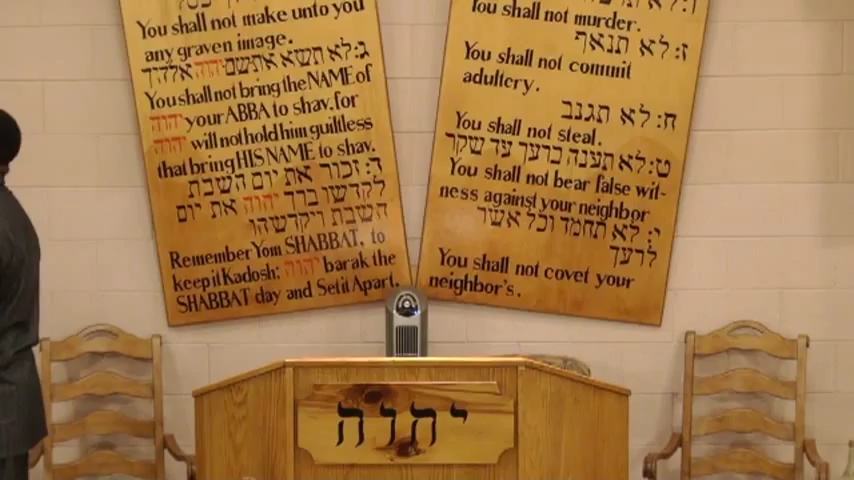 You shall not make unto you
any graven image.
ג: לא תשא את שם יהוה אלהיך
You shall not bring the NAME of
יהוה your ABBA to shav. for
יהוה will not hold him guiltless
that bring HIS NAME to shav.
ד: זכור את יום השבת
לקדשו ברך יהוה את יום
השבת ויקדשהו
Remember Yom SHABBAT, to
keep it Kadosh: יהוה barak the
SHABBAT day and Set it Apart.
You shall not murder.
ז: לא תנאף
You shall not commit
adultery.
ח: לא תגנב
You shall not steal.
ט: לא תענה ברעך עד שקר
You shall not bear false wit-
ness against your neighbor
י: לא תחמד וכל אשר
לרעך
You shall not covet your
neighbor's.
יהוה